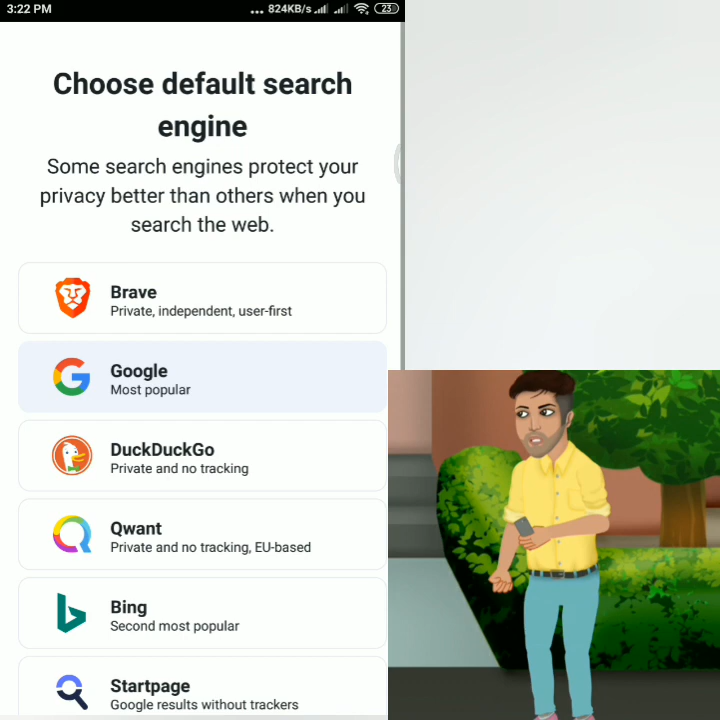 3:22 PM
... 824KB/s 23
Choose default search
engine
Some search engines protect your
privacy better than others when you
search the web.
Brave
Private, independent, user-first
Google
Most popular
DuckDuckGo
Private and no tracking
Qwant
Private and no tracking, EU-based
Bing
Second most popular
Startpage
Google results without trackers